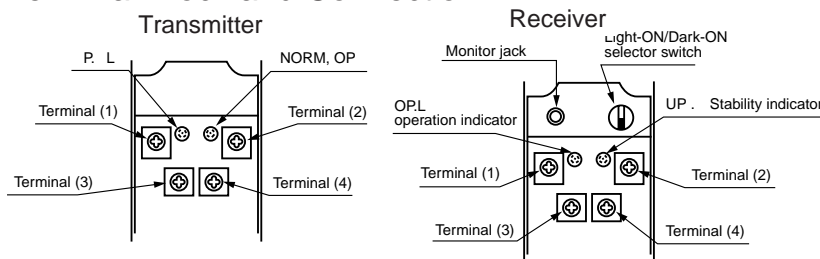 Transmitter
P. L
NORM, OP
Terminal (1)
Terminal (2)
Terminal (3)
Terminal (4)
Receiver
Monitor jack
Light-ON/Dark-ON
selector switch
OP.L
operation indicator
UP . Stability indicator
Terminal (1)
Terminal (2)
Terminal (3)
Terminal (4)